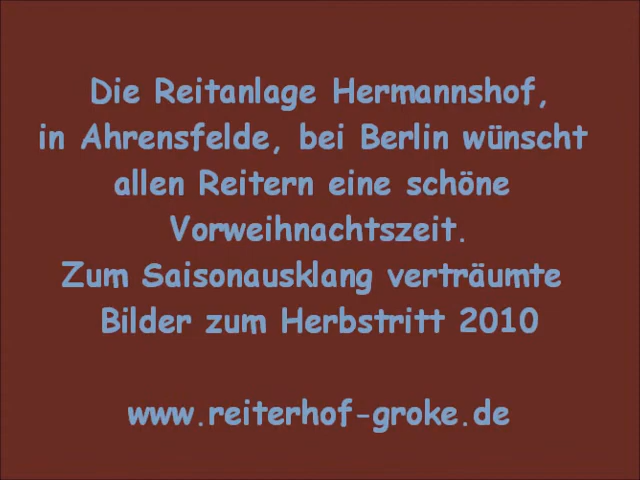 Die Reitanlage Hermannshof,
in Ahrensfelde, bei Berlin wünscht
allen Reitern eine schöne
Vorweihnachtszeit.
Zum Saisonausklang verträumte
Bilder zum Herbstritt 2010
www.reiterhof-groke.de